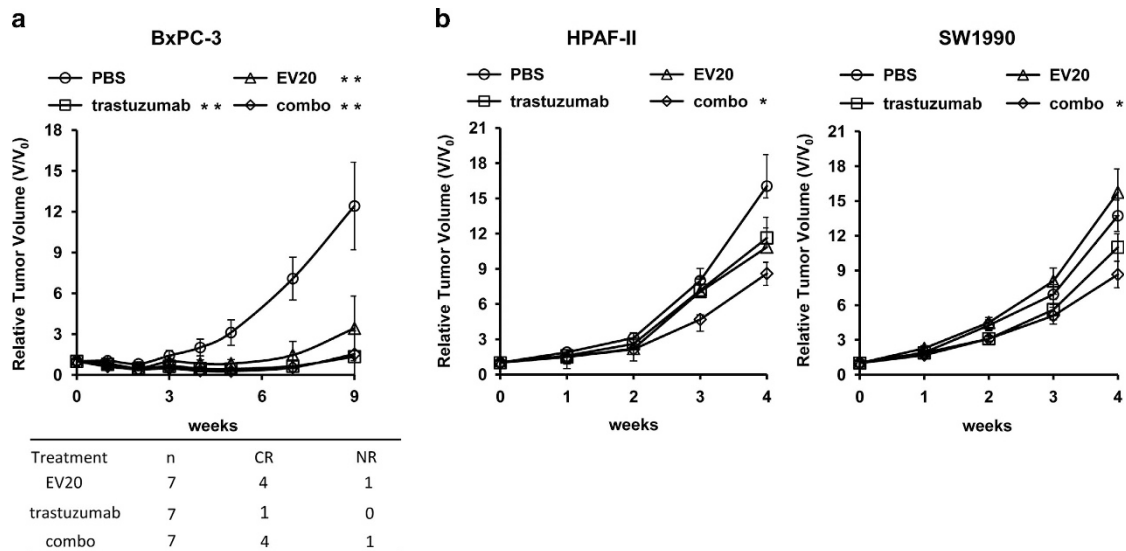 a
BxPC-3
PBS
EV20 **
trastuzumab **
combo **
Relative Tumor Volume (V/V0)
18
15
12
9
6
3
0
0 3 6 9
weeks
Treatment n CR NR
EV20 7 4 1
trastuzumab 7 1 0
combo 7 4 1
b
HPAF-II
PBS
EV20
trastuzumab
combo *
Relative Tumor Volume (V/V0)
21
18
15
12
9
6
3
0
0 1 2 3 4
weeks
SW1990
PBS
EV20
trastuzumab
combo *
Relative Tumor Volume (V/V0)
21
18
15
12
9
6
3
0
0 1 2 3 4
weeks